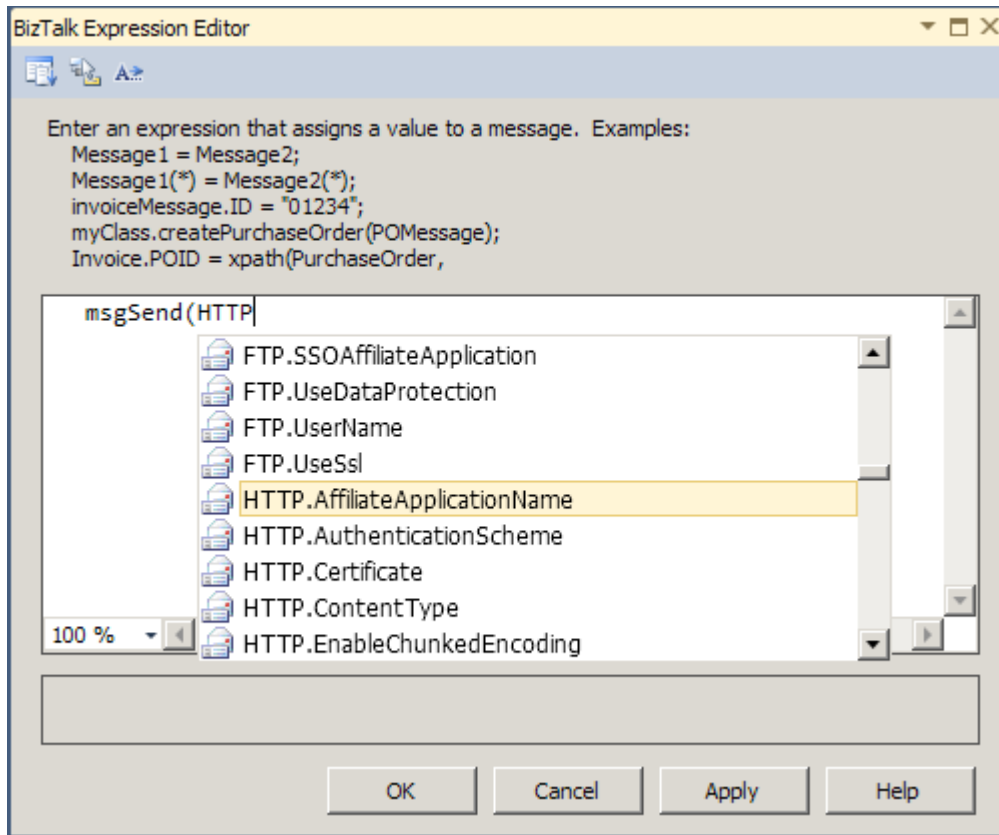 BizTalk Expression Editor
A
Enter an expression that assigns a value to a message. Examples:
Message1 = Message2;
Message1(*) = Message2(*);
invoiceMessage.ID = "01234";
myClass.createPurchaseOrder(POMessage);
Invoice.POID = xpath(PurchaseOrder,
msgSend(HTTP
FTP.SSOAffiliateApplication
FTP.UseDataProtection
FTP.UserName
FTP.UseSsl
HTTP.AffiliateApplicationName
HTTP.AuthenticationScheme
HTTP.Certificate
HTTP.ContentType
HTTP.EnableChunkedEncoding
100 %
OK Cancel Apply Help